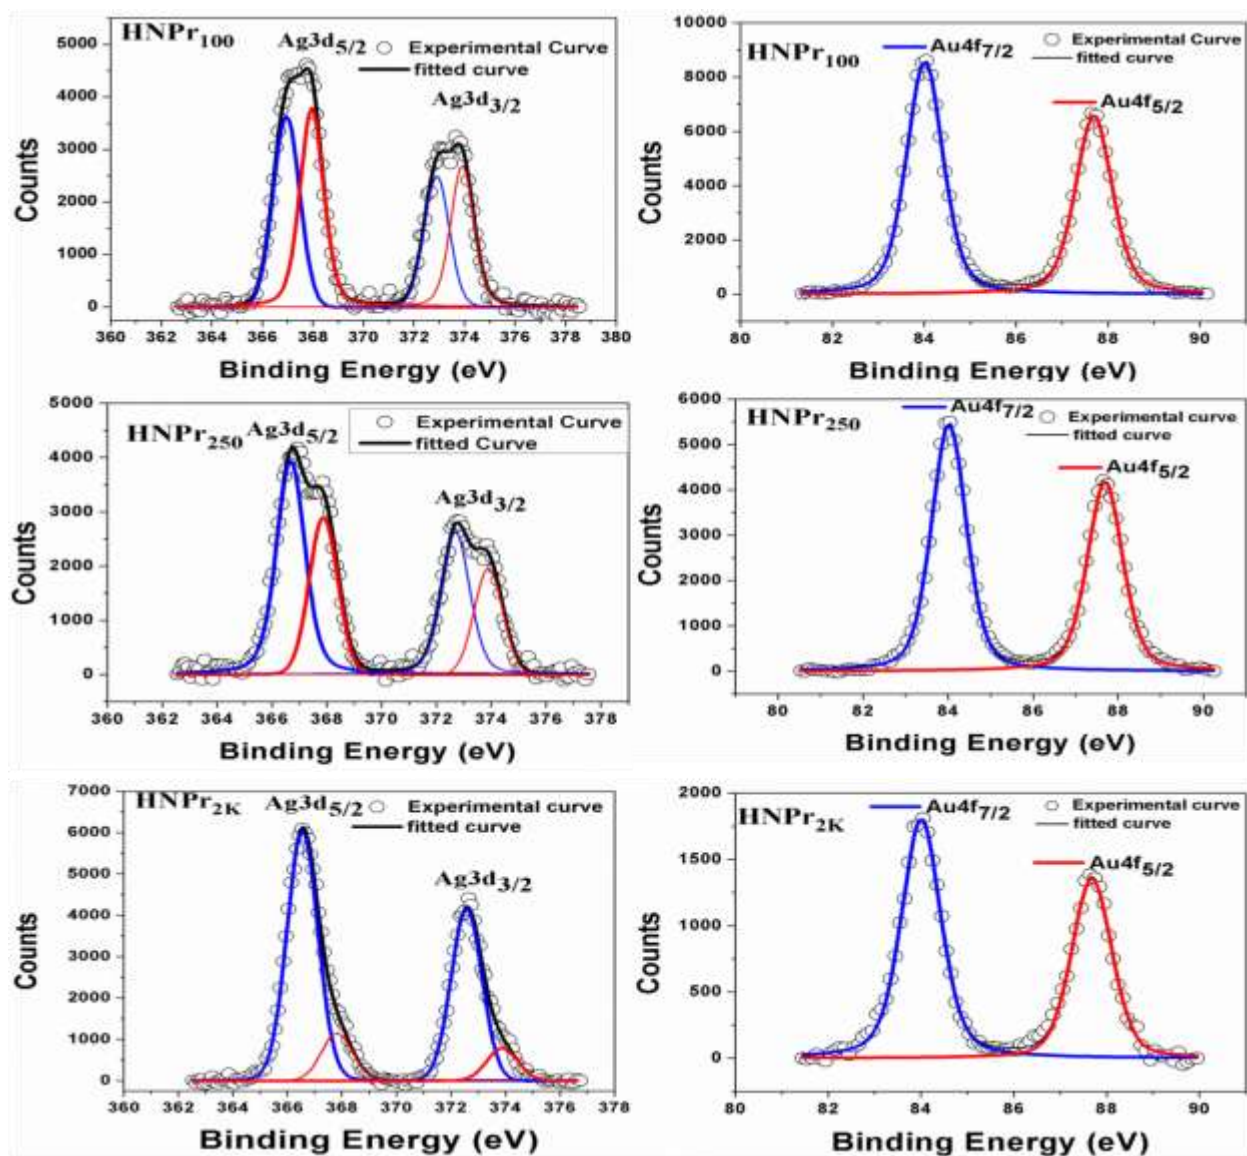 HNPr100
Ag3d5/2
Experimental Curve
fitted curve
Ag3d3/2
5000
4000
3000
2000
1000
0
Counts
360 362 364 366 368 370 372 374 376 378 380
Binding Energy (eV)
HNPr100
Au4f7/2
Experimental Curve
fitted curve
Au4f5/2
10000
8000
6000
4000
2000
0
Counts
80 82 84 86 88 90
Binding Energy (eV)
HNPr250
Ag3d5/2
Experimental Curve
fitted Curve
Ag3d3/2
5000
4000
3000
2000
1000
0
Counts
360 362 364 366 368 370 372 374 376 378
Binding Energy (eV)
HNPr250
Au4f7/2
Experimental curve
fitted curve
Au4f5/2
6000
5000
4000
3000
2000
1000
0
Counts
80 82 84 86 88 90
Binding Energy (eV)
HNPr2K
Ag3d5/2
Experimental curve
fitted curve
Ag3d3/2
7000
6000
5000
4000
3000
2000
1000
0
Counts
360 362 364 366 368 370 372 374 376 378
Binding Energy (eV)
HNPr2K
Au4f7/2
Experimental curve
fitted curve
Au4f5/2
2000
1500
1000
500
0
Counts
80 82 84 86 88 90
Binding Energy (eV)